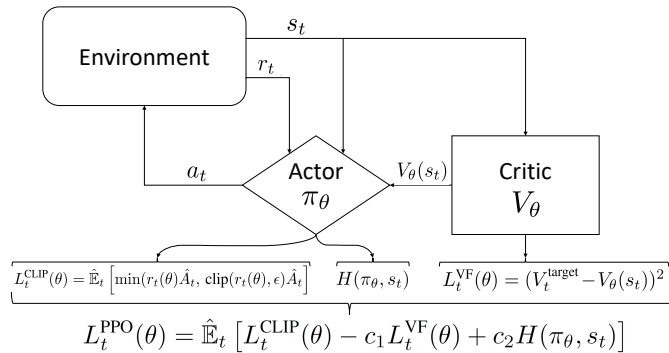 s_t
Environment
r_t
a_t
Actor
π_θ
V_θ(s_t)
Critic
V_θ
L_t^CLIP(θ) = Ê_t [min(r_t(θ)Â_t, clip(r_t(θ), ϵ)Â_t]
H(π_θ, s_t)
L_t^VF(θ) = (V_t^target − V_θ(s_t))^2
L_t^PPO(θ) = Ê_t [L_t^CLIP(θ) − c_1 L_t^VF(θ) + c_2 H(π_θ, s_t)]